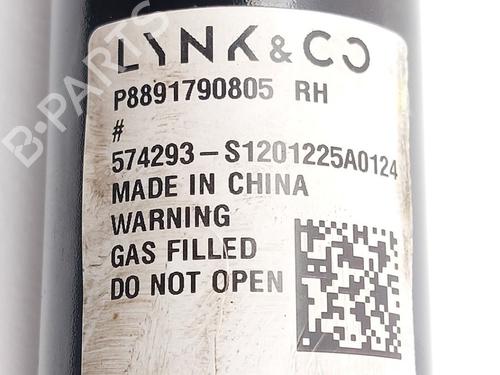 LYNK & CO
P8891790805 RH
#
574293-S1201225A0124
MADE IN CHINA
WARNING
GAS FILLED
DO NOT OPEN
B-PARTS